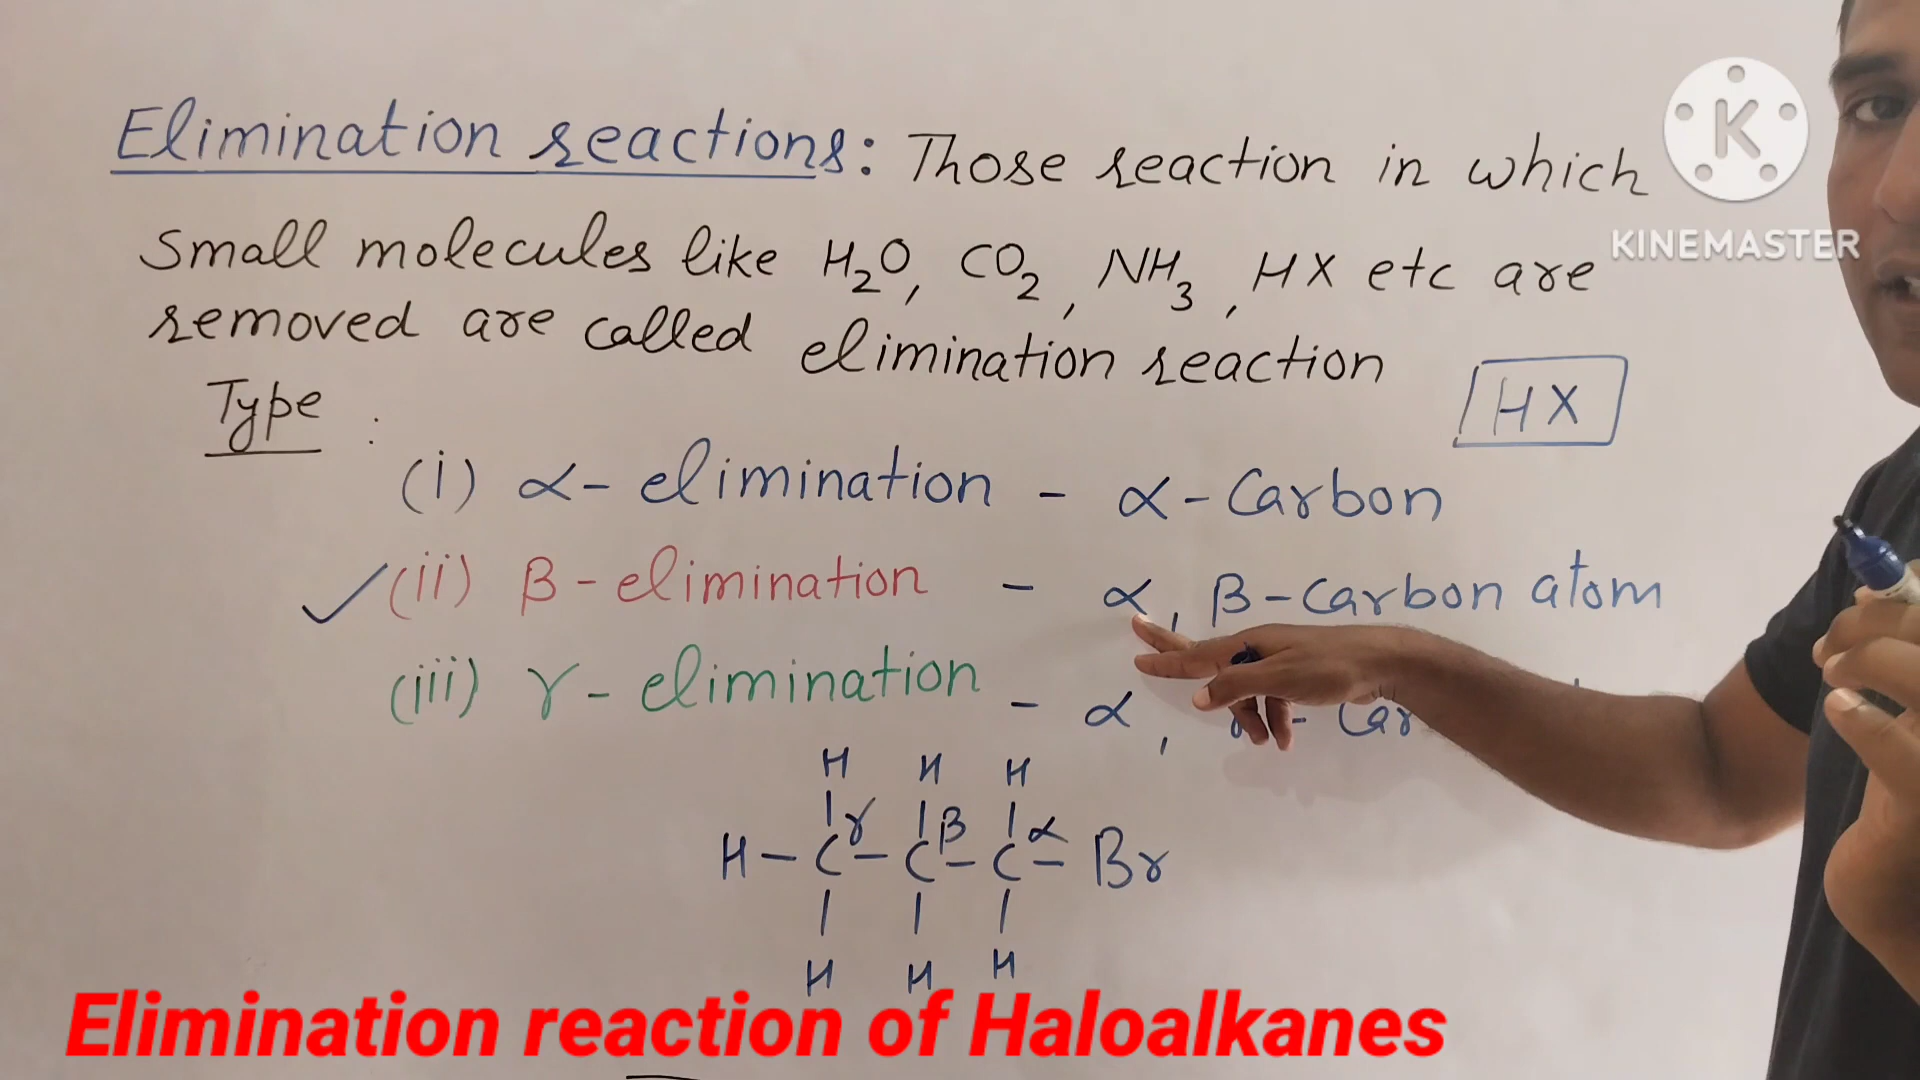 Elimination reactions: Those reaction in which
small molecules like H₂O, CO₂, NH₃, HX etc are
removed are called elimination reaction
Type :
HX
(i) α- elimination - α-Carbon
(ii) β-elimination - α, β-carbon atom
(iii) γ-elimination - α,
H H H
γ β α
H-C-C-C-Br
H H H
K
KINEMASTER
Elimination reaction of Haloalkanes